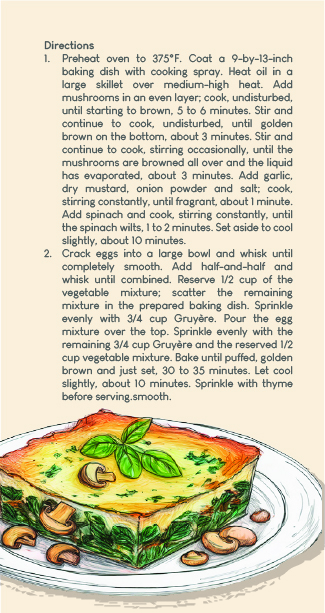 Directions
1. Preheat oven to 375°F. Coat a 9-by-13-inch
baking dish with cooking spray. Heat oil in a
large skillet over medium-high heat. Add
mushrooms in an even layer; cook, undisturbed,
until starting to brown, 5 to 6 minutes. Stir and
continue to cook, undisturbed, until golden
brown on the bottom, about 3 minutes. Stir and
continue to cook, stirring occasionally, until the
mushrooms are browned all over and the liquid
has evaporated, about 3 minutes. Add garlic,
dry mustard, onion powder and salt; cook,
stirring constantly, until fragrant, about 1 minute.
Add spinach and cook, stirring constantly, until
the spinach wilts, 1 to 2 minutes. Set aside to cool
slightly, about 10 minutes.
2. Crack eggs into a large bowl and whisk until
completely smooth. Add half-and-half and
whisk until combined. Reserve 1/2 cup of the
vegetable mixture; scatter the remaining
mixture in the prepared baking dish. Sprinkle
evenly with 3/4 cup Gruyère. Pour the egg
mixture over the top. Sprinkle evenly with the
remaining 3/4 cup Gruyère and the reserved 1/2
cup vegetable mixture. Bake until puffed, golden
brown and just set, 30 to 35 minutes. Let cool
slightly, about 10 minutes. Sprinkle with thyme
before serving.smooth.